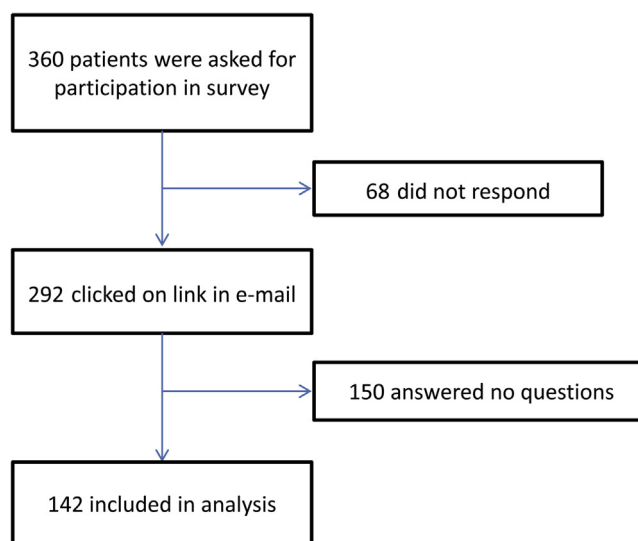 360 patients were asked for
participation in survey
68 did not respond
292 clicked on link in e-mail
150 answered no questions
142 included in analysis